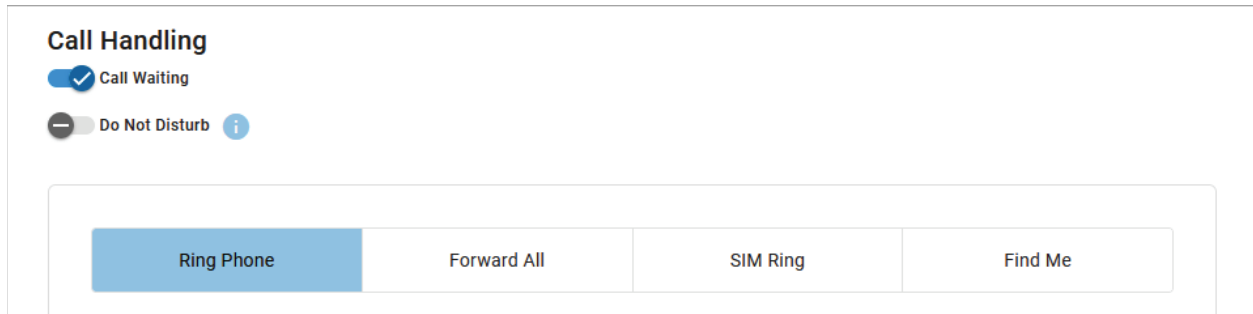 Call Handling
Call Waiting
Do Not Disturb
Ring Phone Forward All SIM Ring Find Me